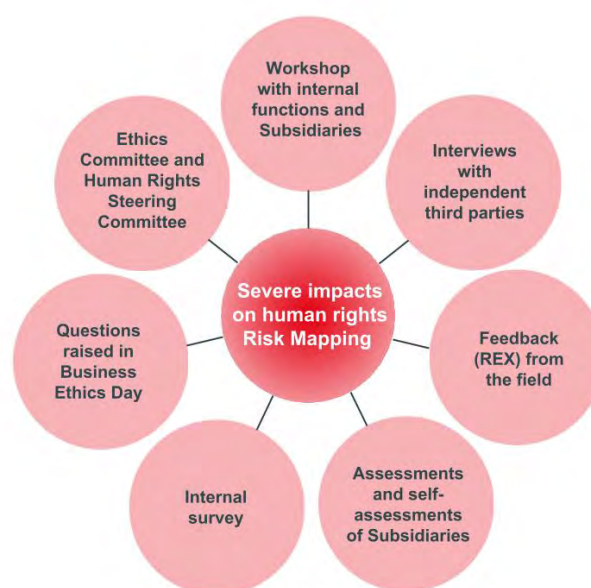 Workshop
with internal
functions and
Subsidiaries
Ethics
Committee and
Human Rights
Steering
Committee
Interviews
with
independent
third parties
Severe impacts
on human rights
Risk Mapping
Questions
raised in
Business
Ethics Day
Feedback
(REX) from
the field
Internal
survey
Assessments
and self-
assessments
of Subsidiaries